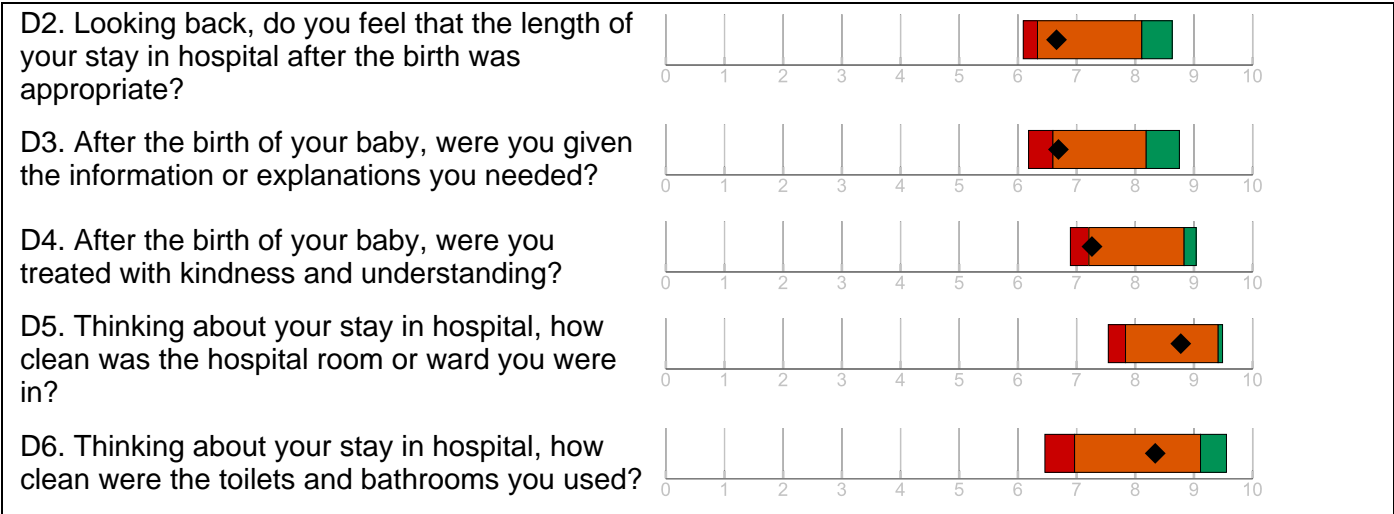 D2. Looking back, do you feel that the length of
your stay in hospital after the birth was
appropriate?
0 1 2 3 4 5 6 7 8 9 10
D3. After the birth of your baby, were you given
the information or explanations you needed?
0 1 2 3 4 5 6 7 8 9 10
D4. After the birth of your baby, were you
treated with kindness and understanding?
0 1 2 3 4 5 6 7 8 9 10
D5. Thinking about your stay in hospital, how
clean was the hospital room or ward you were
in?
0 1 2 3 4 5 6 7 8 9 10
D6. Thinking about your stay in hospital, how
clean were the toilets and bathrooms you used?
0 1 2 3 4 5 6 7 8 9 10